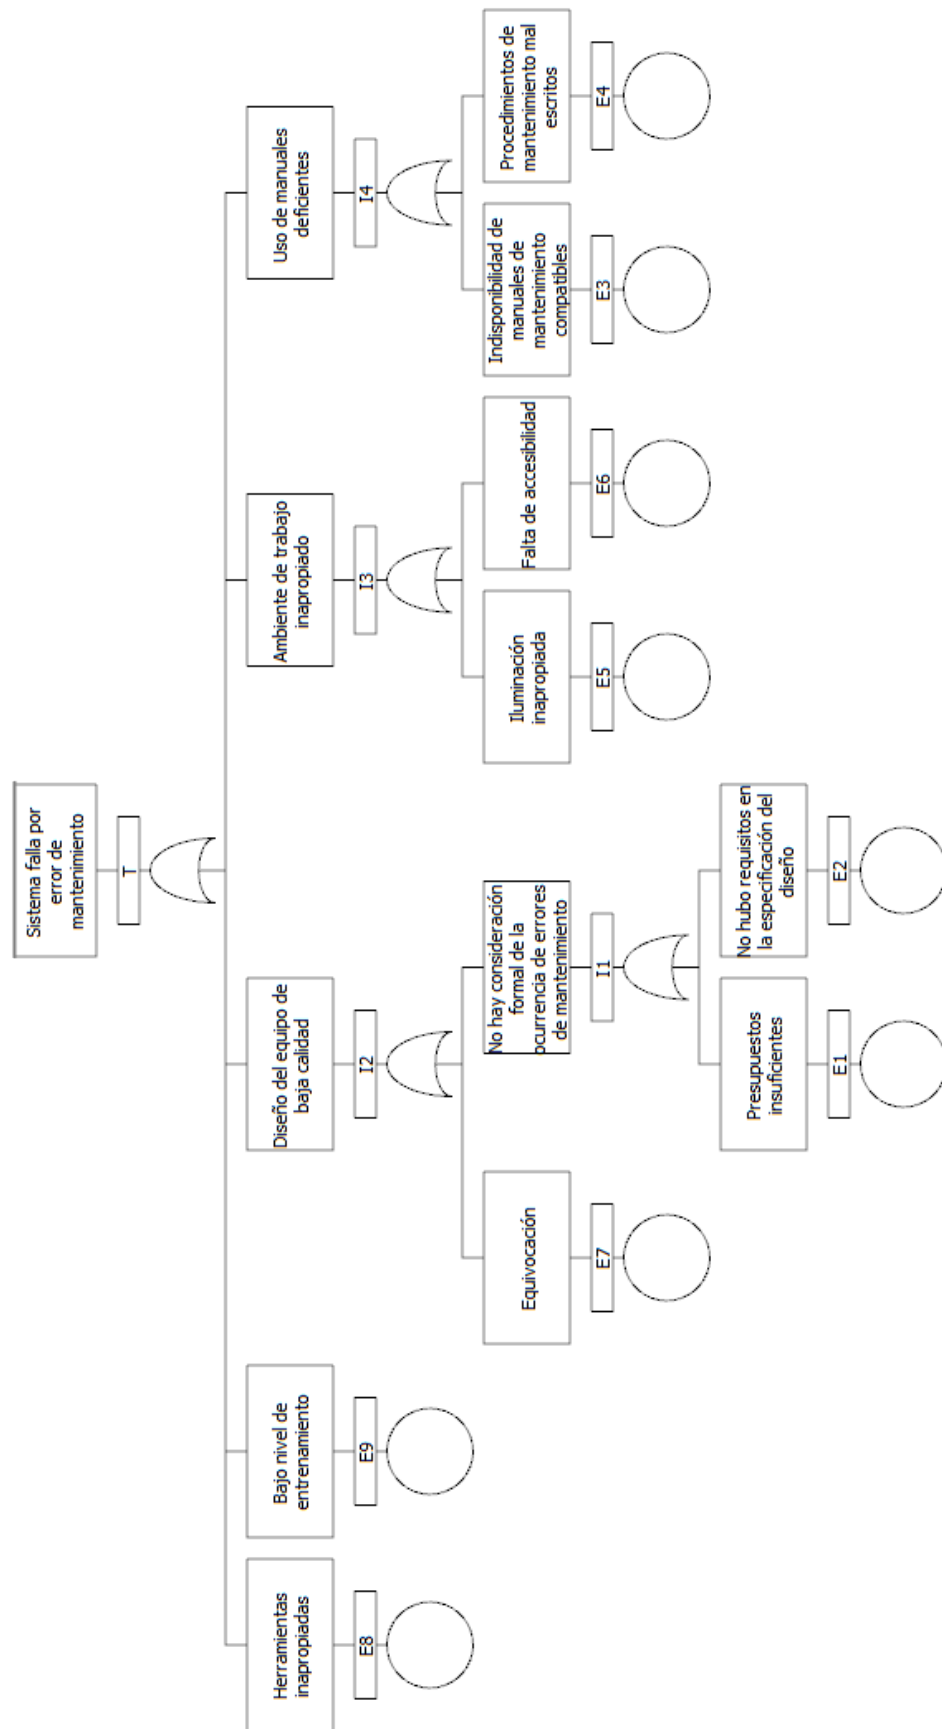 Sistema falla por
error de
mantenimiento
T
Herramientas
inapropiadas
E8
Bajo nivel de
entrenamiento
E9
Diseño del equipo de
baja calidad
I2
Ambiente de trabajo
inapropiado
I3
Uso de manuales
deficientes
I4
Equivocación
E7
No hay consideración
formal de la
ocurrencia de errores
de mantenimiento
I1
Iluminación
inapropiada
E5
Falta de accesibilidad
E6
Indisponibilidad de
manuales de
mantenimiento
compatibles
E3
Procedimientos de
mantenimiento mal
escritos
E4
Presupuestos
insuficientes
E1
No hubo requisitos en
la especificación del
diseño
E2